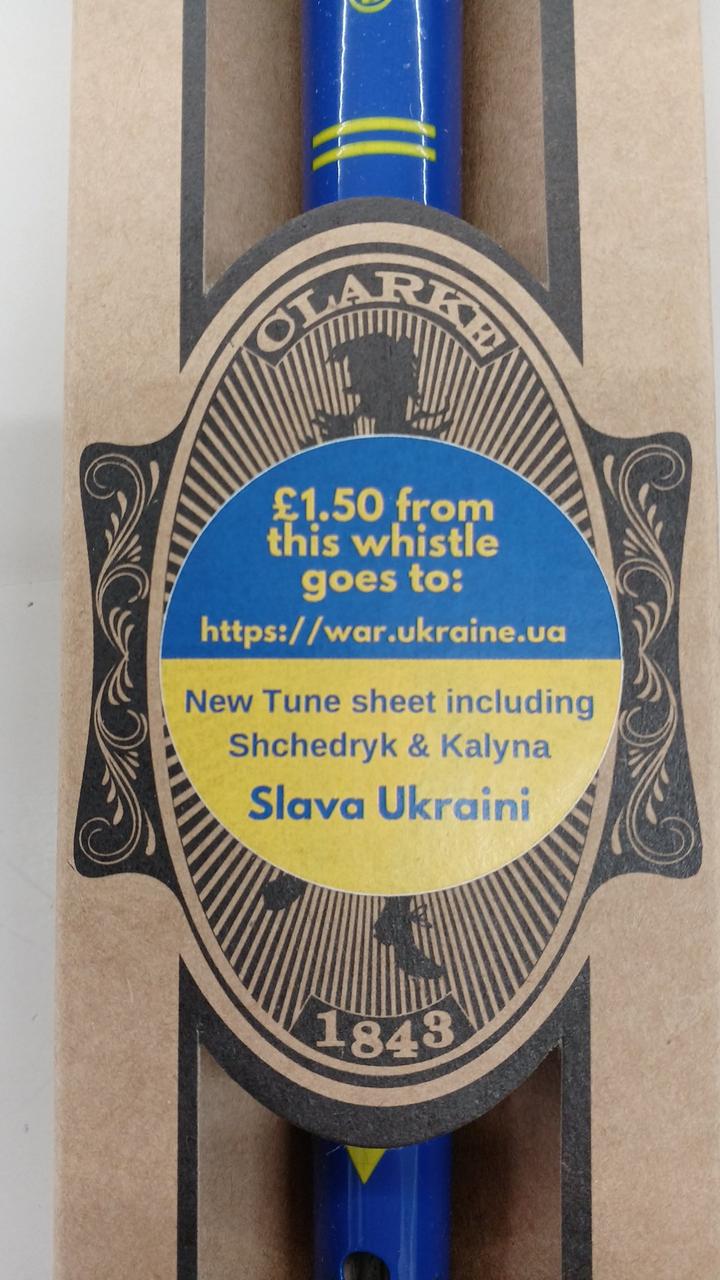 CLARKE
£1.50 from
this whistle
goes to:
https://war.ukraine.ua
New Tune sheet including
Shchedryk & Kalyna
Slava Ukraini
1843